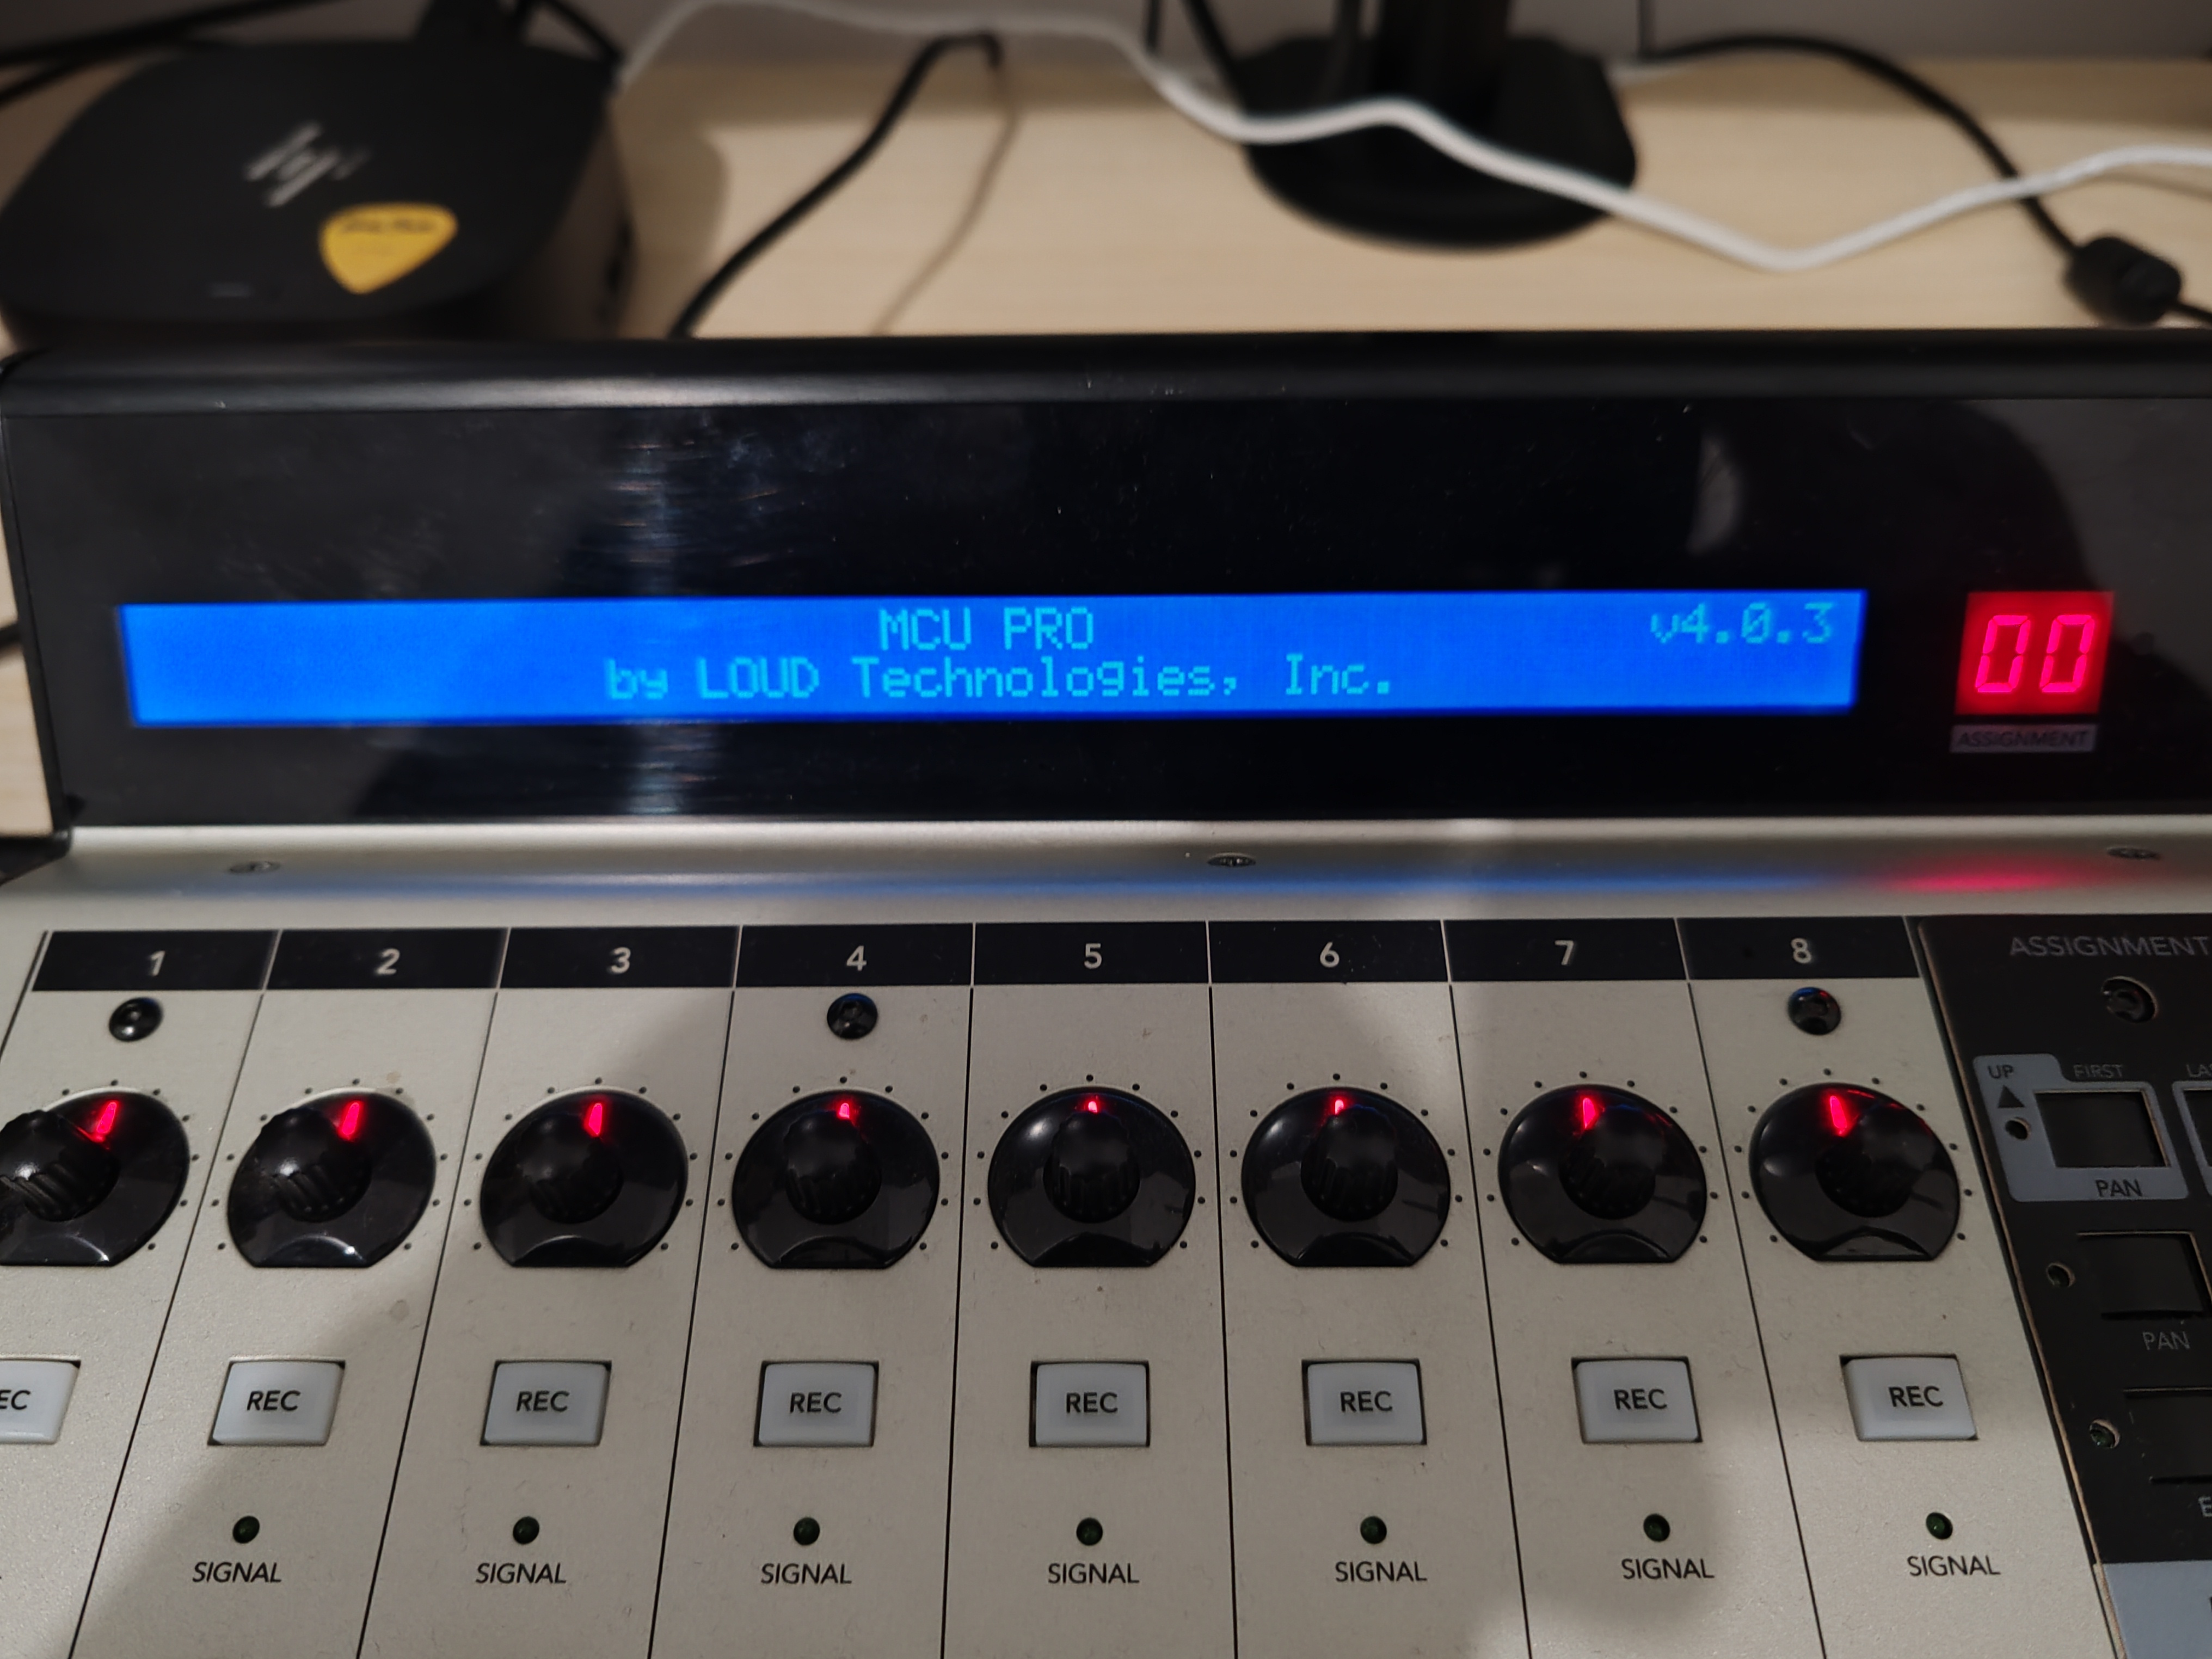 hp
MCU PRO v4.0.3
by LOUD Technologies, Inc.
00
ASSIGNMENT
1 2 3 4 5 6 7 8
ASSIGNMENT
UP FIRST
PAN
PAN
REC REC REC REC REC REC REC
SIGNAL SIGNAL SIGNAL SIGNAL SIGNAL SIGNAL SIGNAL